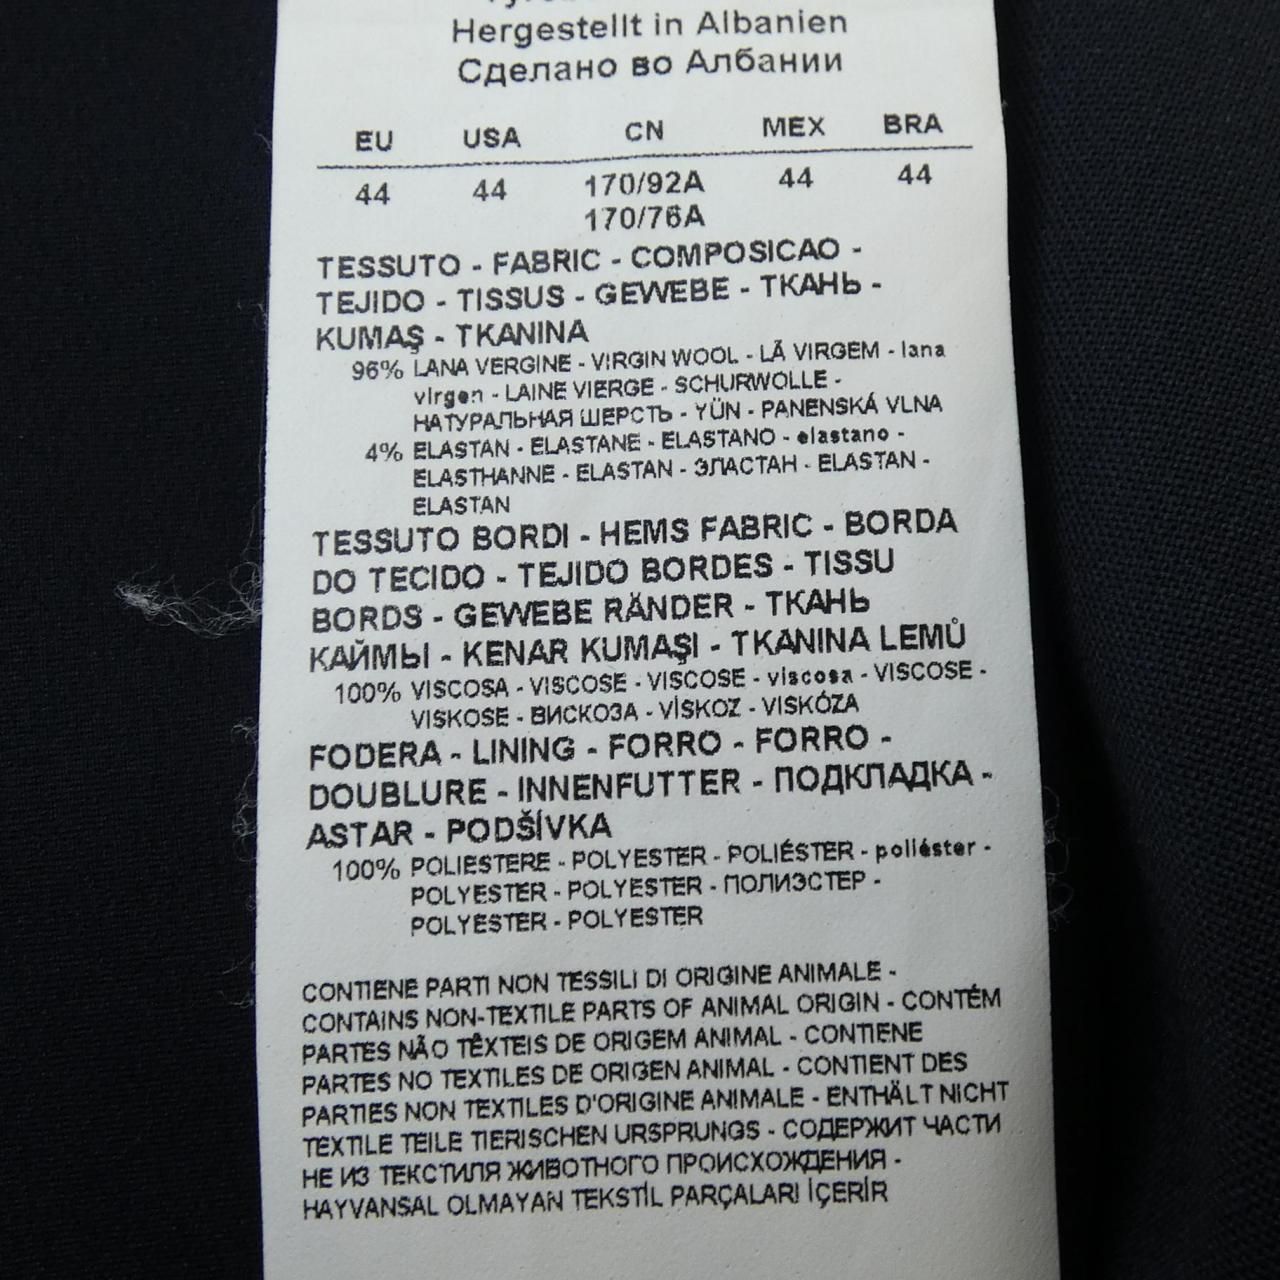 Hergestellt in Albanien
Сделано во Албании
EU USA CN MEX BRA
44 44 170/92A 44 44
170/76A
TESSUTO - FABRIC - COMPOSICAO -
TEJIDO - TISSUS - GEWEBE - ТКАНЬ -
KUMAŞ - TKANINA
96% LANA VERGINE - VIRGIN WOOL - LÃ VIRGEM - lana
virgen - LAINE VIERGE - SCHURWOLLE -
НАТУРАЛЬНАЯ ШЕРСТЬ - YÜN - PANENSKÁ VLNA
4% ELASTAN - ELASTANE - ELASTANO - elastano -
ELASTHANNE - ELASTAN - ЭЛАСТАН - ELASTAN -
ELASTAN
TESSUTO BORDI - HEMS FABRIC - BORDA
DO TECIDO - TEJIDO BORDES - TISSU
BORDS - GEWEBE RÄNDER - ТКАНЬ
КАЙМЫ - KENAR KUMAŞI - TKANINA LEMŮ
100% VISCOSA - VISCOSE - VISCOSE - viscosa - VISCOSE -
VISKOSE - ВИСКОЗА - VİSKOZ - VISKÓZA
FODERA - LINING - FORRO - FORRO -
DOUBLURE - INNENFUTTER - ПОДКЛАДКА -
ASTAR - PODŠÍVKA
100% POLIESTERE - POLYESTER - POLIÉSTER - poliéster -
POLYESTER - POLYESTER - ПОЛИЭСТЕР -
POLYESTER - POLYESTER
CONTIENE PARTI NON TESSILI DI ORIGINE ANIMALE -
CONTAINS NON-TEXTILE PARTS OF ANIMAL ORIGIN - CONTÉM
PARTES NÃO TÊXTEIS DE ORIGEM ANIMAL - CONTIENE
PARTES NO TEXTILES DE ORIGEN ANIMAL - CONTIENT DES
PARTIES NON TEXTILES D'ORIGINE ANIMALE - ENTHÄLT NICHT
TEXTILE TEILE TIERISCHEN URSPRUNGS - СОДЕРЖИТ ЧАСТИ
НЕ ИЗ ТЕКСТИЛЯ ЖИВОТНОГО ПРОИСХОЖДЕНИЯ -
HAYVANSAL OLMAYAN TEKSTİL PARÇALARI İÇERİR